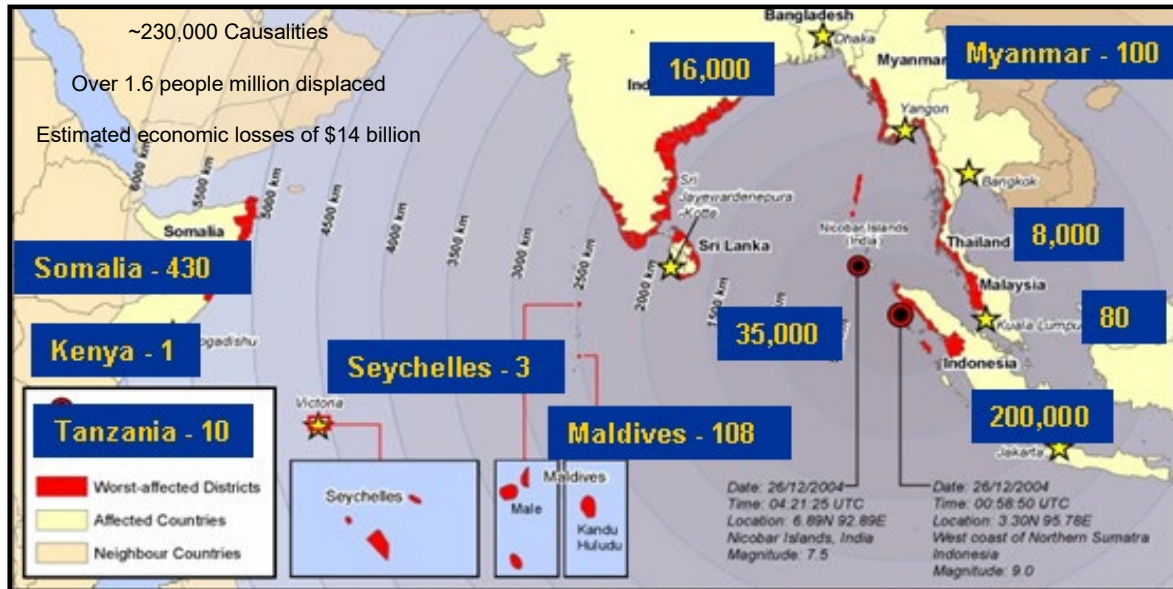 ~230,000 Causalities
Over 1.6 people million displaced
Estimated economic losses of $14 billion
Bangladesh
Dhaka
Myanmar - 100
16,000
Yangon
Bangkok
6000 km
5500 km
5000 km
4500 km
4000 km
3500 km
3000 km
2500 km
2000 km
Sri
Jayewardenepura
-Kotte
Sri Lanka
Nicobar Islands
(India)
Somalia
Thailand
8,000
Somalia - 430
Malaysia
35,000
80
Kenya - 1
Indonesia
Seychelles - 3
Tanzania - 10
Victoria
Maldives - 108
200,000
Jakarta
Worst-affected Districts
Affected Countries
Neighbour Countries
Seychelles
Maldives
Male
Kandu
Huludu
Date: 26/12/2004
Time: 04:21:25 UTC
Location: 6.89N 92.89E
Nicobar Islands, India
Magnitude: 7.5
Date: 26/12/2004
Time: 00:58:50 UTC
Location: 3.30N 95.78E
West coast of Northern Sumatra
Indonesia
Magnitude: 9.0